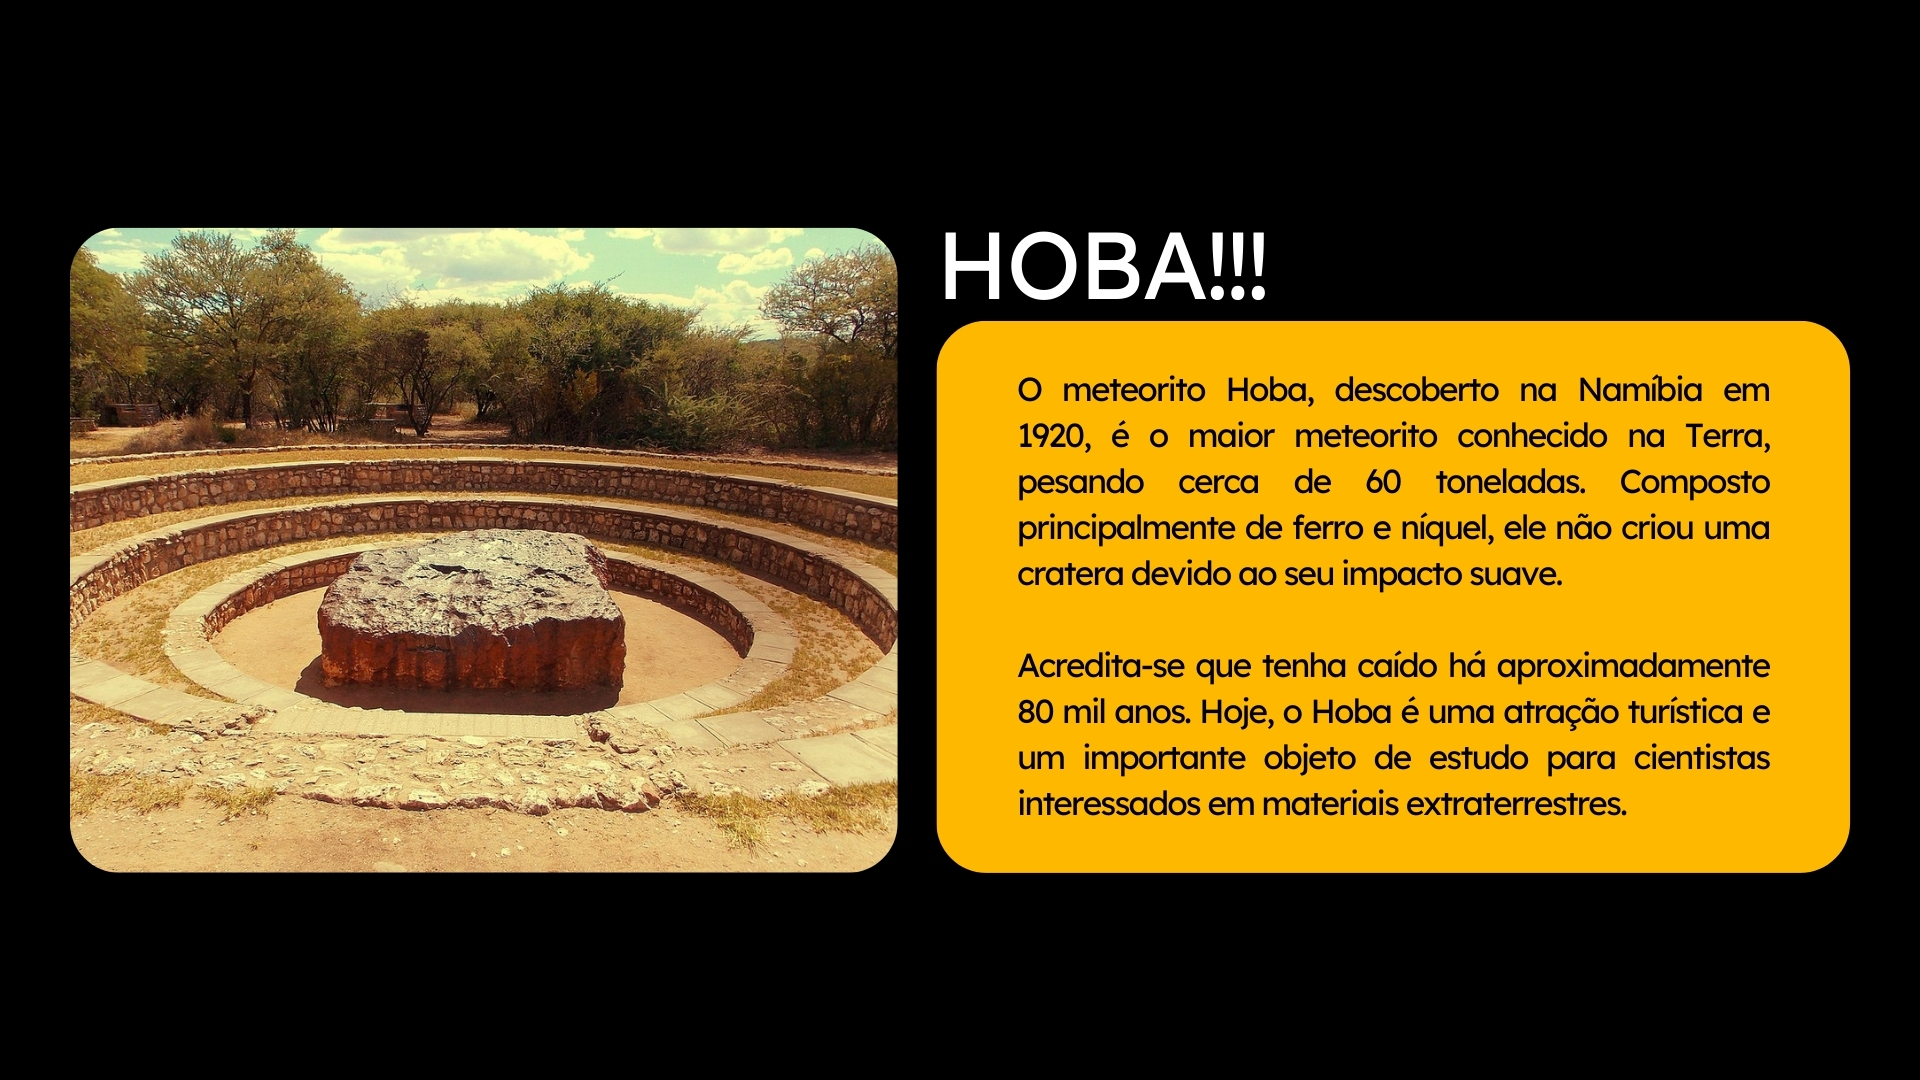 HOBA!!!
O meteorito Hoba, descoberto na Namíbia em
1920, é o maior meteorito conhecido na Terra,
pesando cerca de 60 toneladas. Composto
principalmente de ferro e níquel, ele não criou uma
cratera devido ao seu impacto suave.
Acredita-se que tenha caído há aproximadamente
80 mil anos. Hoje, o Hoba é uma atração turística e
um importante objeto de estudo para cientistas
interessados em materiais extraterrestres.